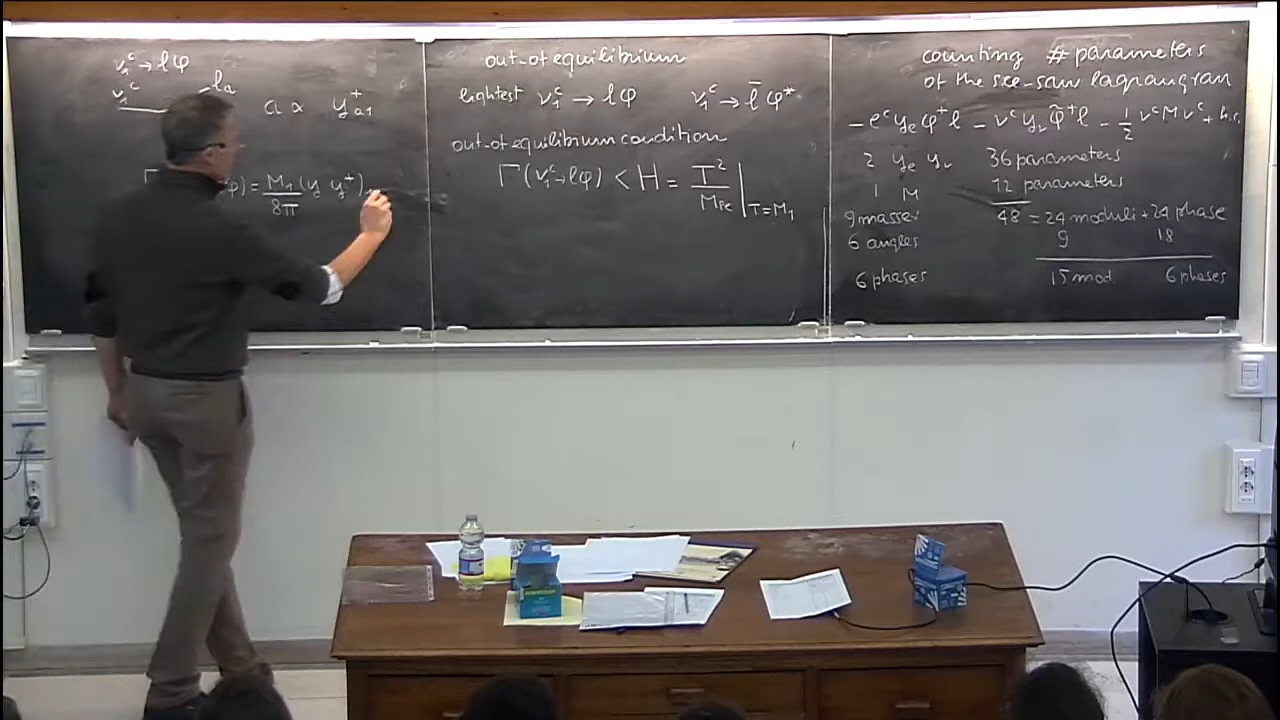 ν₁ᶜ → lφ
ν₁ᶜ
la
a ∝ y⁺a1
φ) = M₁/8π (y y⁺)
out-of equilibrium
lightest ν₁ᶜ → lφ ν₁ᶜ → l̄ φ*
out-of equilibrium condition
Γ(ν₁ᶜ → lφ) < H = T²/MPl |T=M₁
counting # parameters
of the see-saw lagrangian
- eᶜ ye φ⁺ l - νᶜ yν φ̃⁺ l - 1/2 νᶜ M νᶜ + h.c.
2 ye yν 36 parameters
1 M 12 parameters
9 masses 48 = 24 moduli + 24 phase
6 angles 9 18
6 phases 15 mod. 6 phases